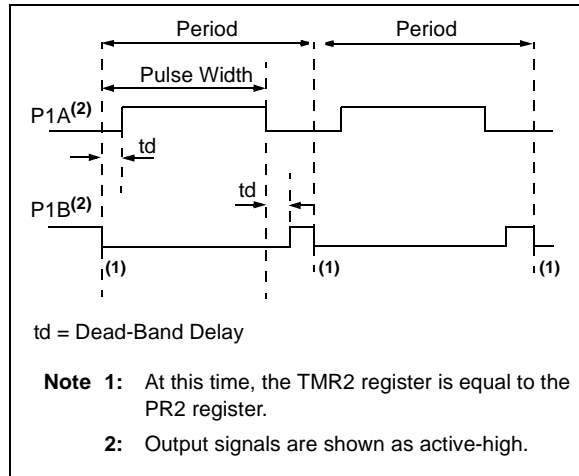 Period Period
Pulse Width
P1A(2)
td
td
P1B(2)
(1) (1) (1)
td = Dead-Band Delay
Note 1: At this time, the TMR2 register is equal to the
PR2 register.
2: Output signals are shown as active-high.